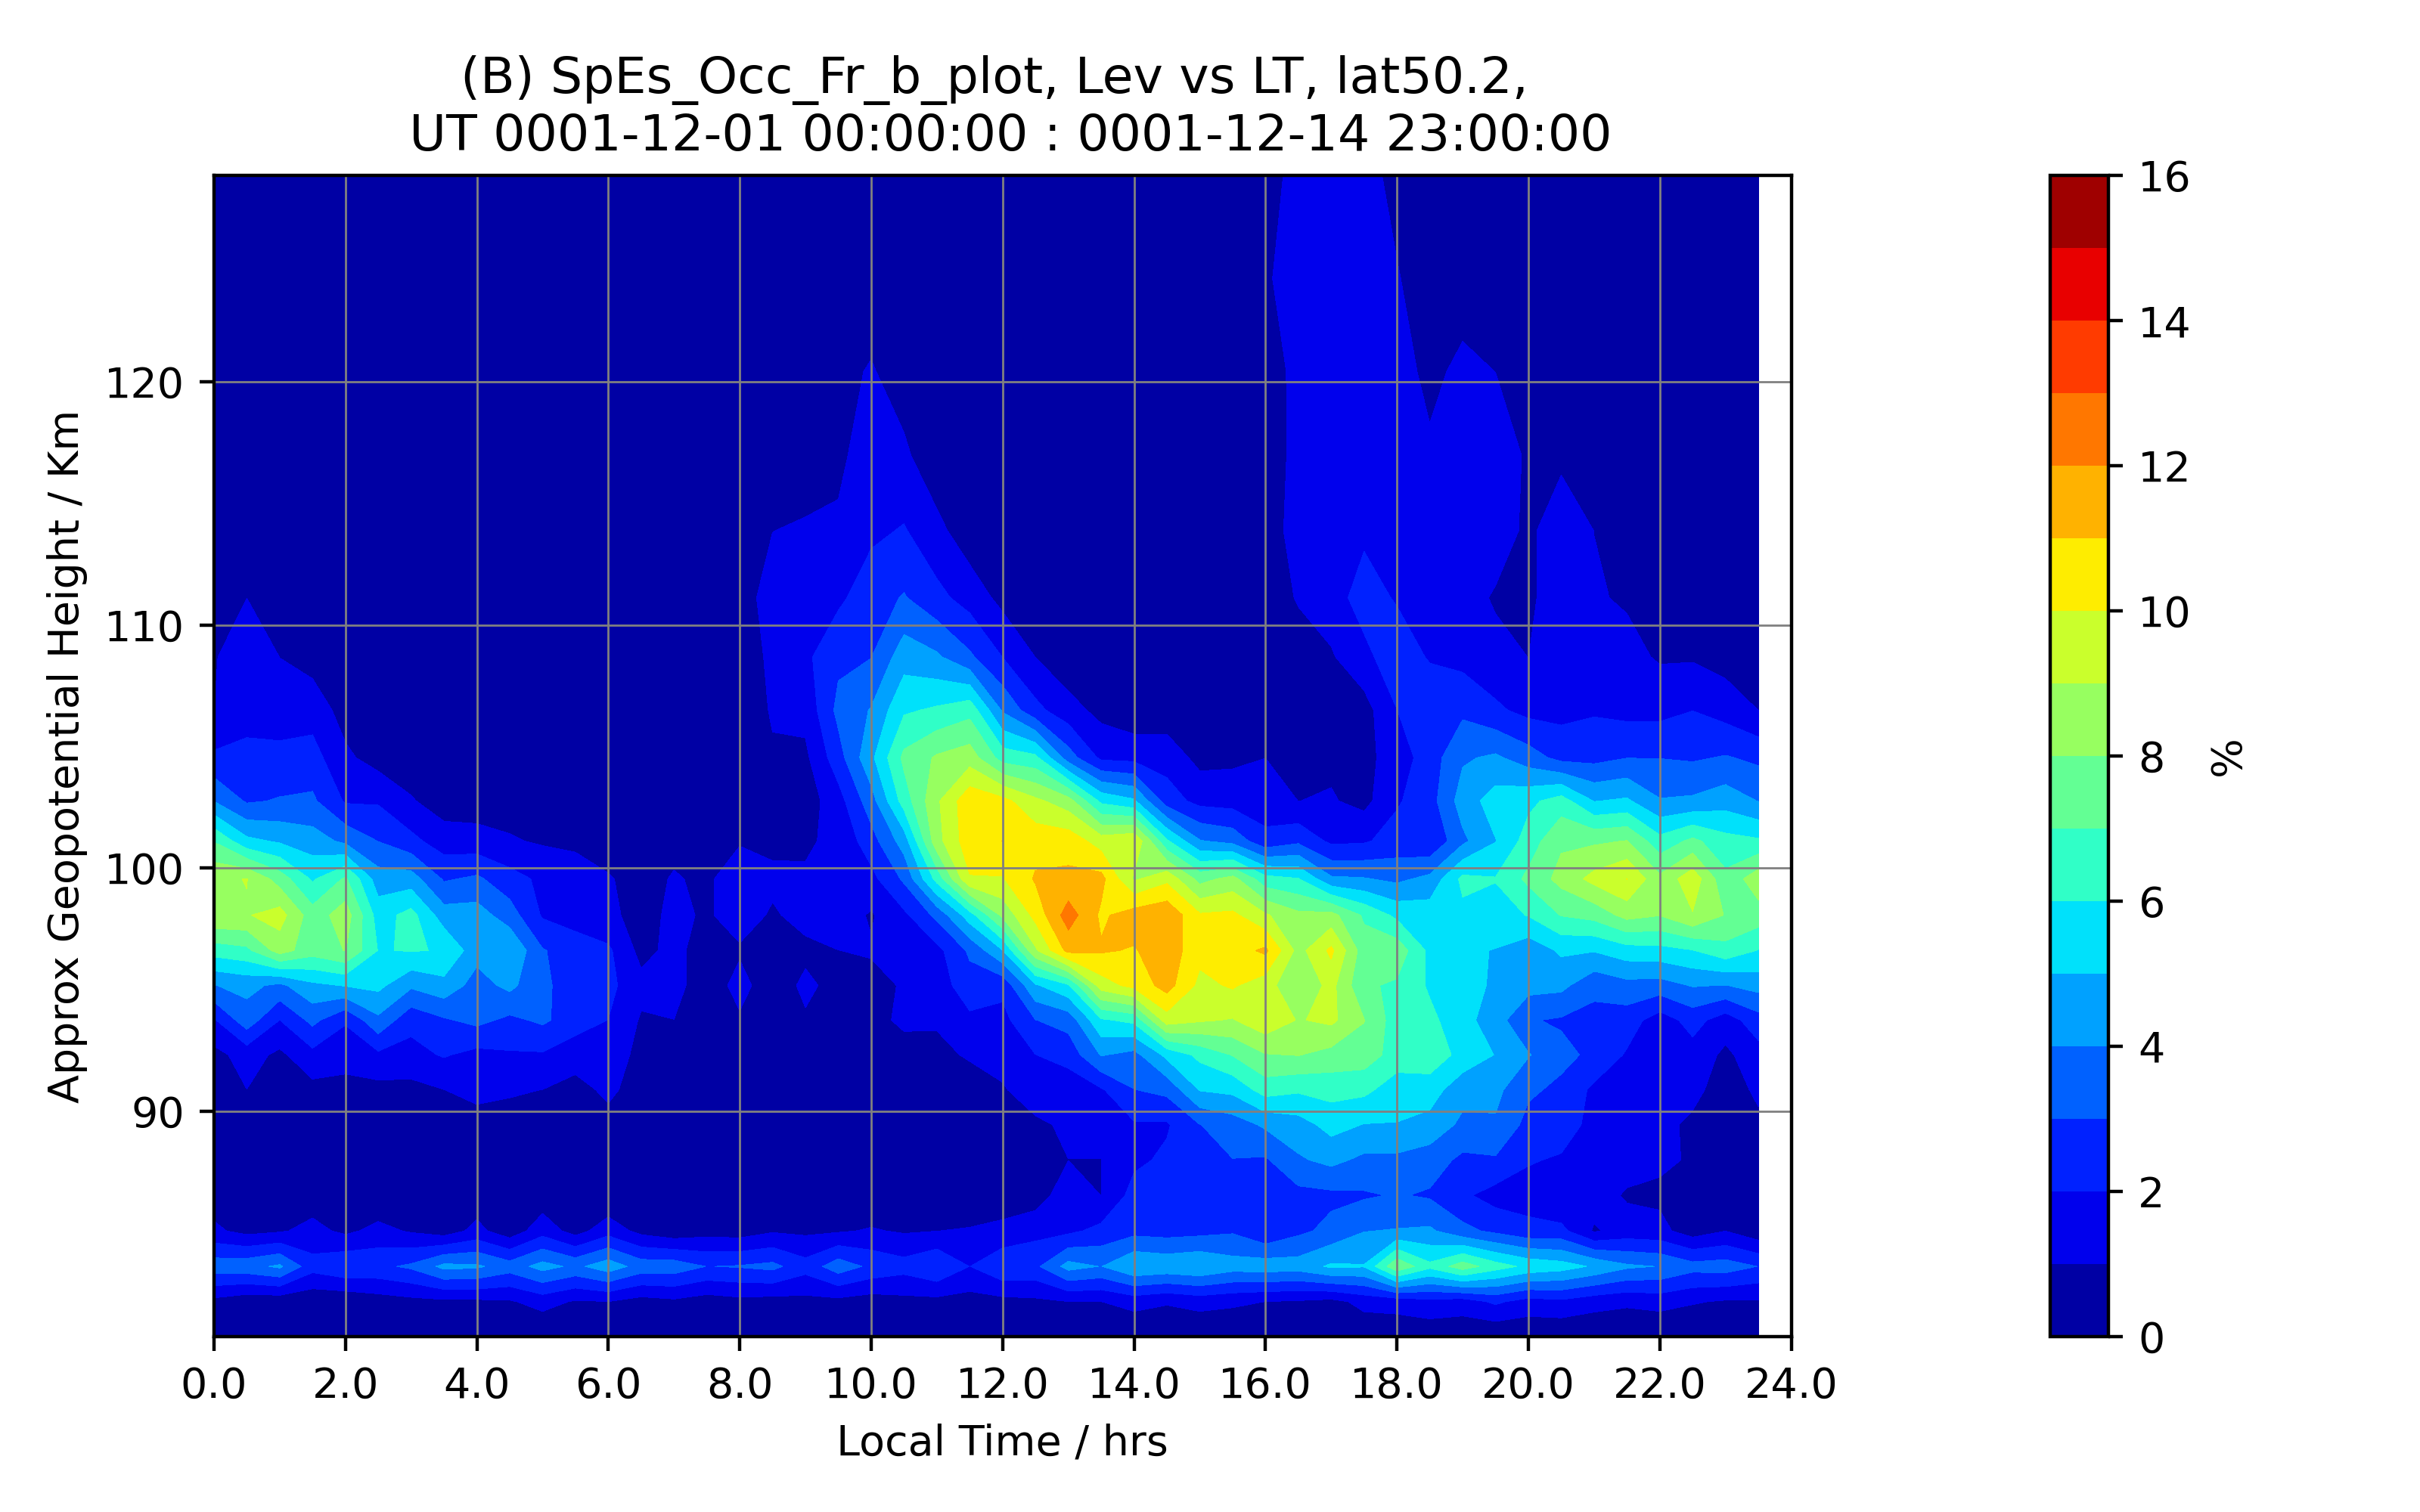 (B) SpEs_Occ_Fr_b_plot, Lev vs LT, lat50.2,
UT 0001-12-01 00:00:00 : 0001-12-14 23:00:00
Approx Geopotential Height / Km
120
110
100
90
0.0 2.0 4.0 6.0 8.0 10.0 12.0 14.0 16.0 18.0 20.0 22.0 24.0
Local Time / hrs
16
14
12
10
8
6
4
2
0
%